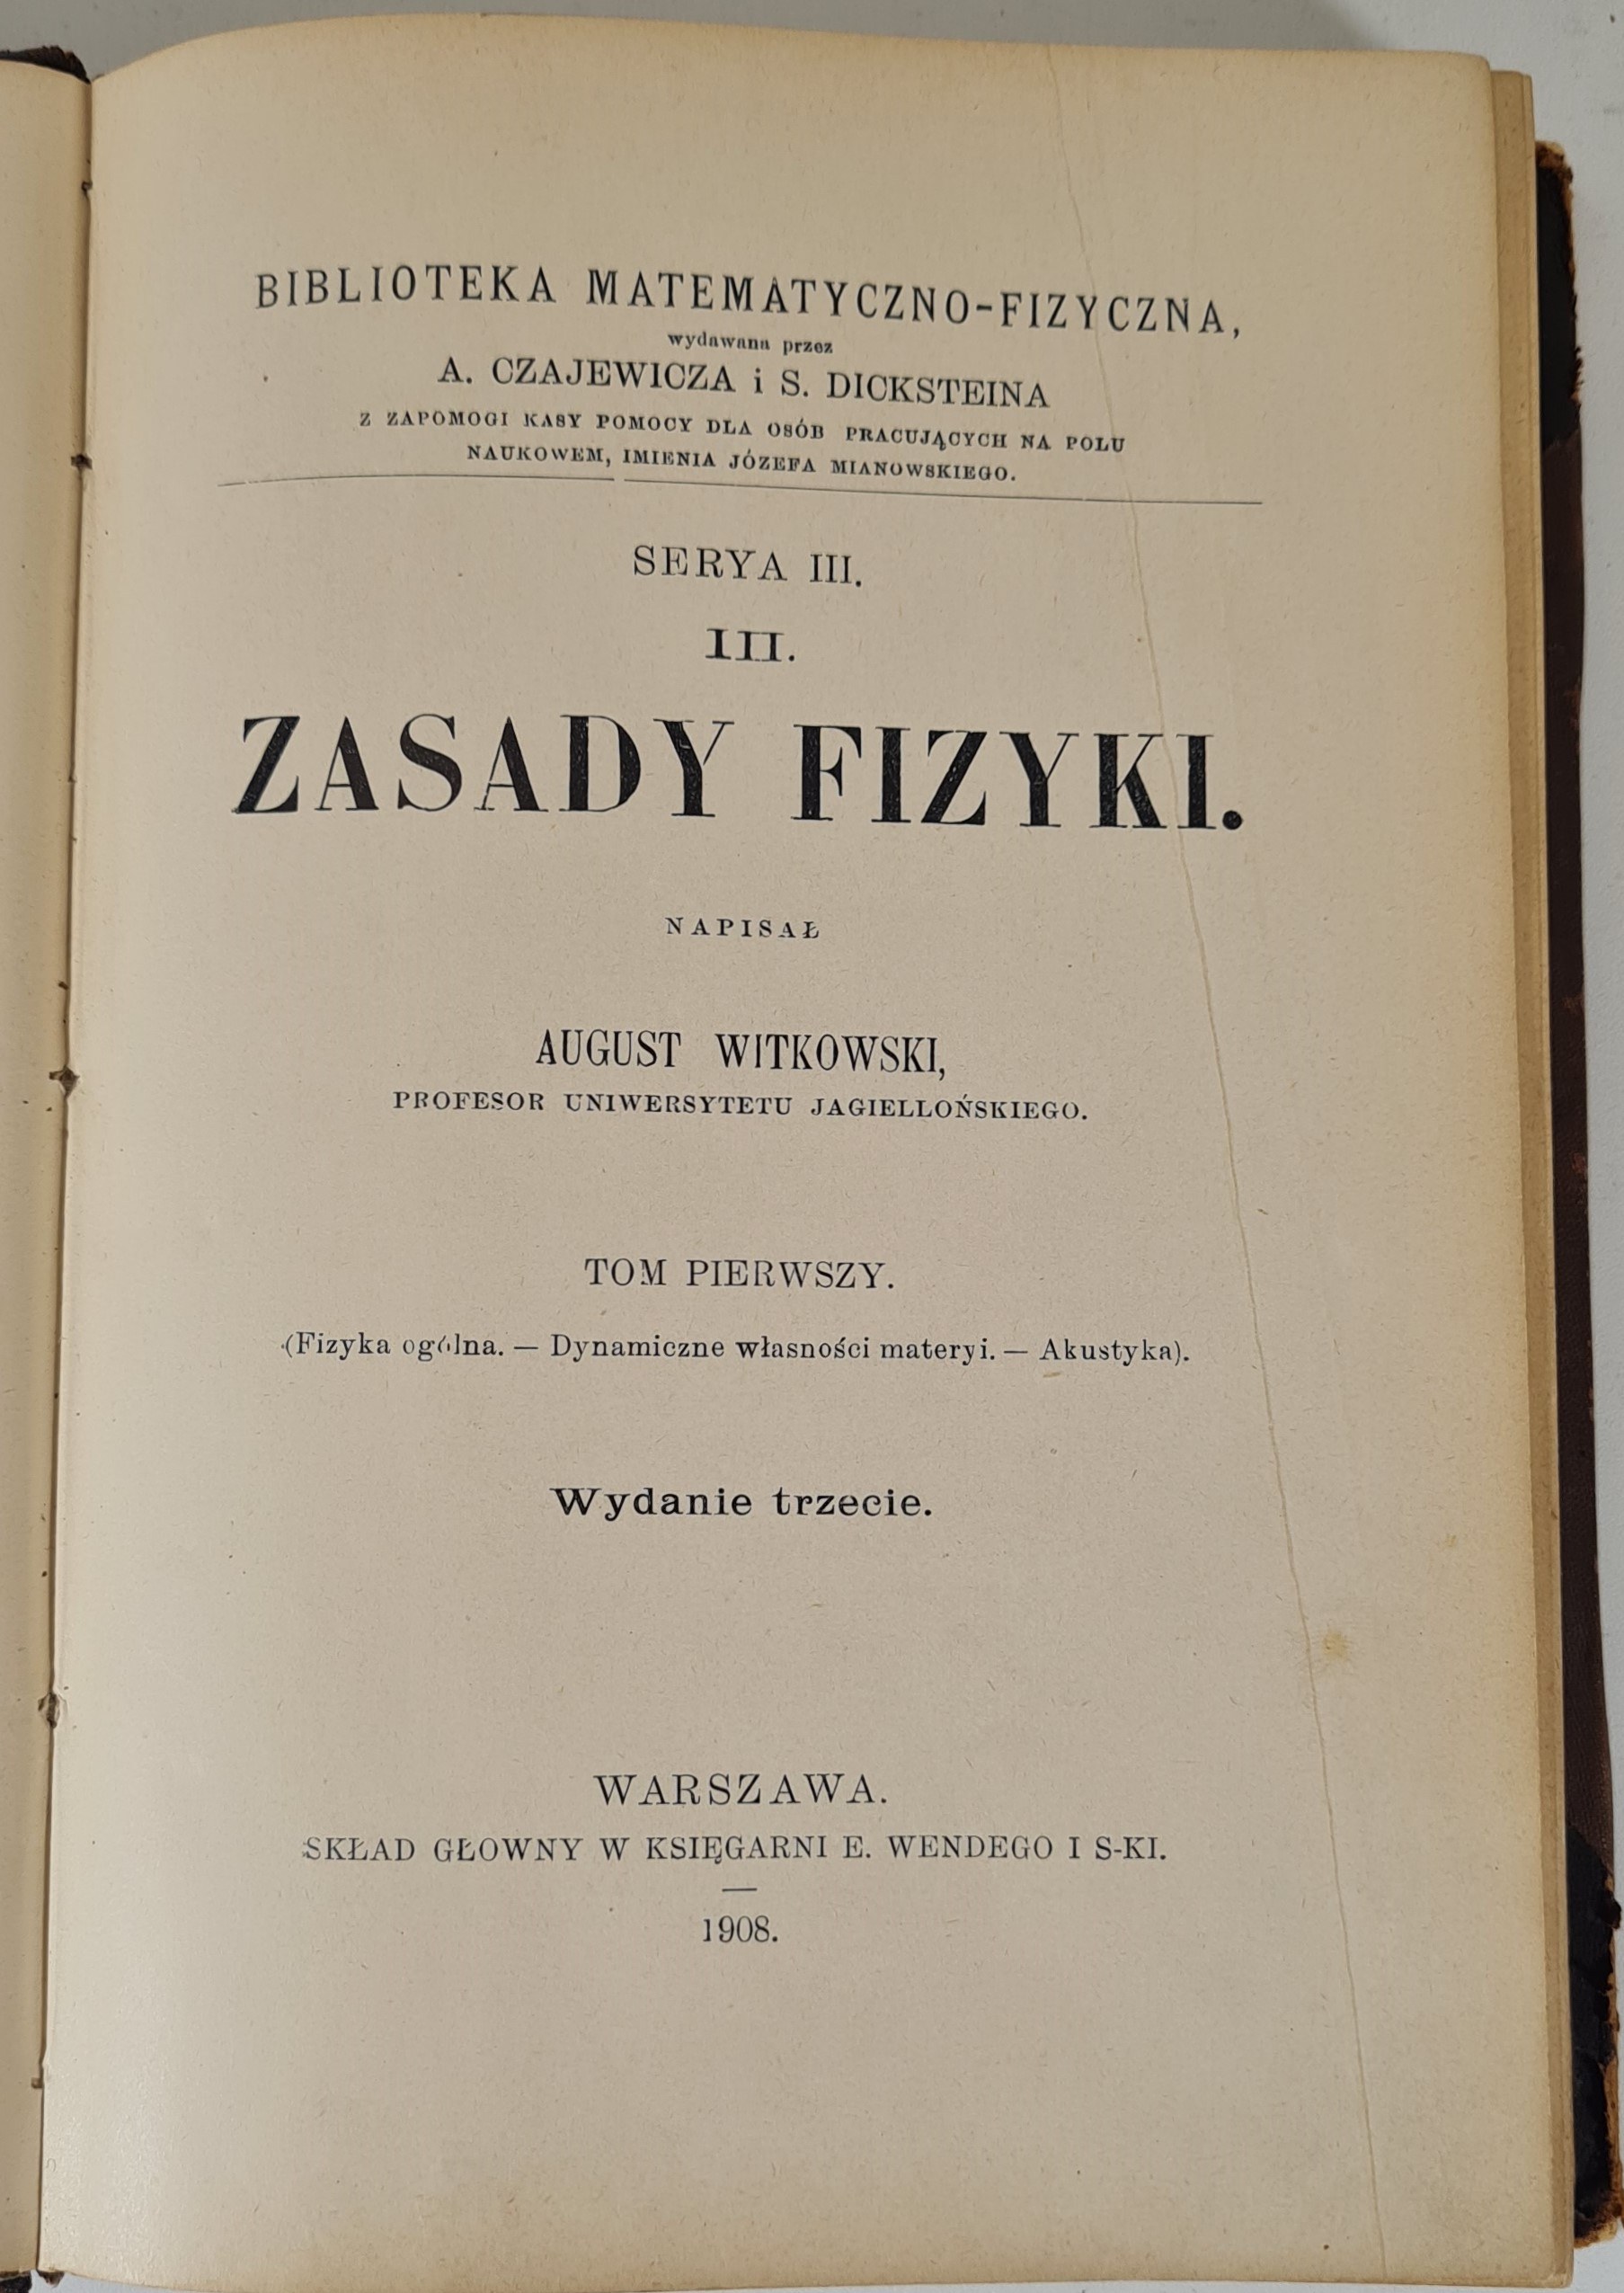 BIBLIOTEKA MATEMATYCZNO-FIZYCZNA,
wydawana przez
A. CZAJEWICZA i S. DICKSTEINA
Z ZAPOMOGI KASY POMOCY DLA OSÓB PRACUJĄCYCH NA POLU
NAUKOWEM, IMIENIA JÓZEFA MIANOWSKIEGO.
SERYA III.
III.
ZASADY FIZYKI.
NAPISAŁ
AUGUST WITKOWSKI,
PROFESOR UNIWERSYTETU JAGIELLOŃSKIEGO.
TOM PIERWSZY.
(Fizyka ogólna. — Dynamiczne własności materyi. — Akustyka).
Wydanie trzecie.
WARSZAWA.
SKŁAD GŁOWNY W KSIĘGARNI E. WENDEGO I S-KI.
1908.